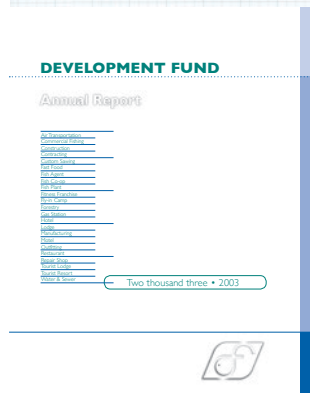 DEVELOPMENT FUND
Annual Report
Air Transportation
Commercial Fishing
Construction
Contracting
Custom Sewing
Fast Food
Fish Agent
Fish Co-op
Fish Plant
Fitness Franchise
Fly-in Camp
Forestry
Gas Station
Hotel
Lodge
Manufacturing
Motel
Outfitting
Restaurant
Repair Shop
Tourist Lodge
Tourist Resort
Water & Sewer
Two thousand three • 2003